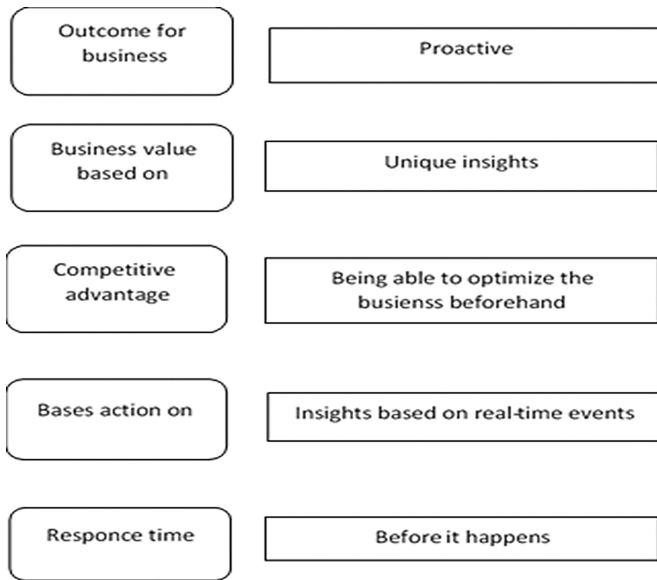 Outcome for
business
Proactive
Business value
based on
Unique insights
Competitive
advantage
Being able to optimize the
busienss beforehand
Bases action on
Insights based on real-time events
Responce time
Before it happens